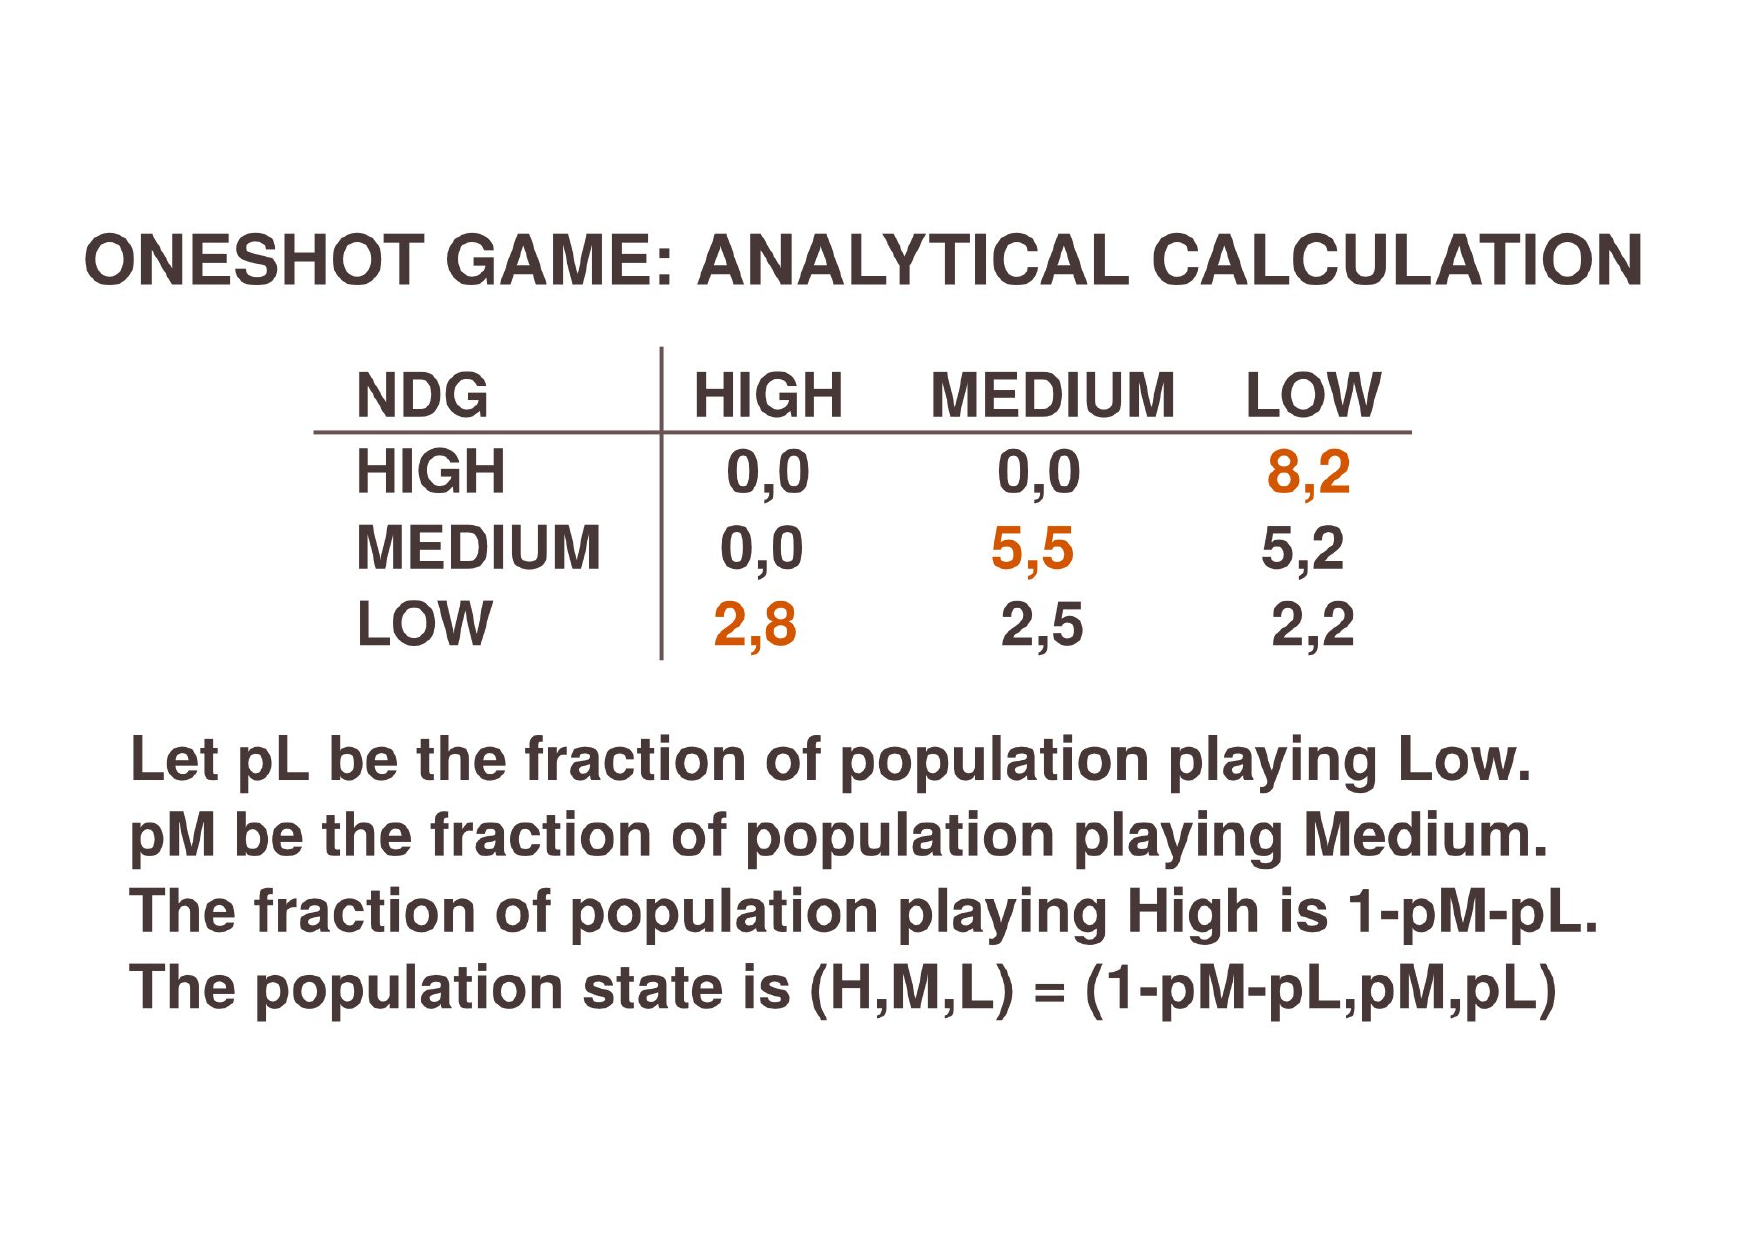 ONESHOT GAME: ANALYTICAL CALCULATION
NDG HIGH MEDIUM LOW
HIGH 0,0 0,0 8,2
MEDIUM 0,0 5,5 5,2
LOW 2,8 2,5 2,2
Let pL be the fraction of population playing Low.
pM be the fraction of population playing Medium.
The fraction of population playing High is 1-pM-pL.
The population state is (H,M,L) = (1-pM-pL,pM,pL)